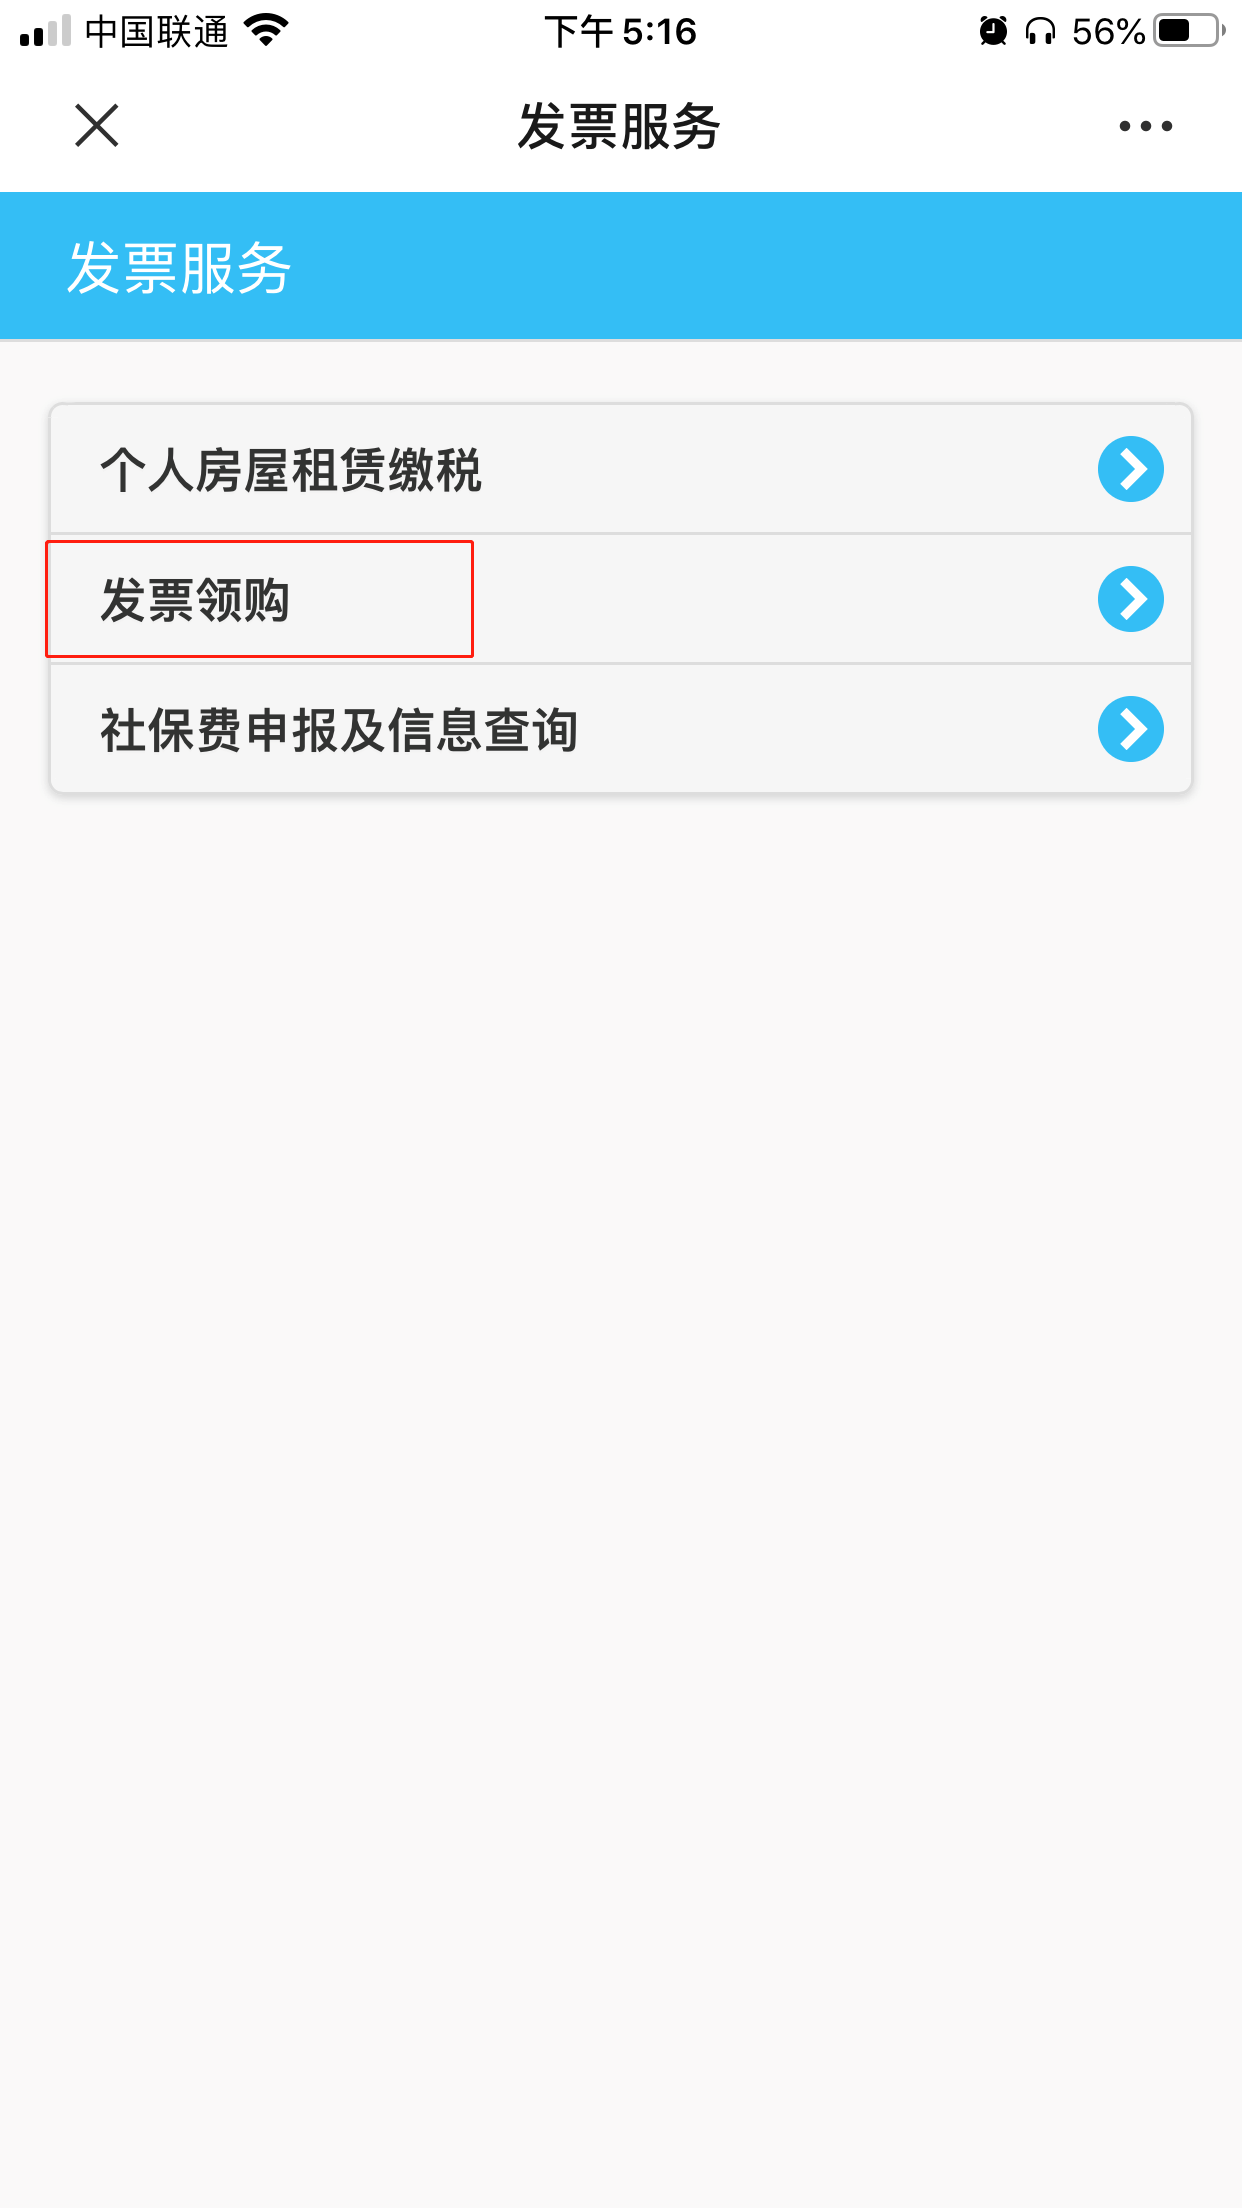 中国联通 下午 5:16 56%
发票服务
发票服务
个人房屋租赁缴税
发票领购
社保费申报及信息查询